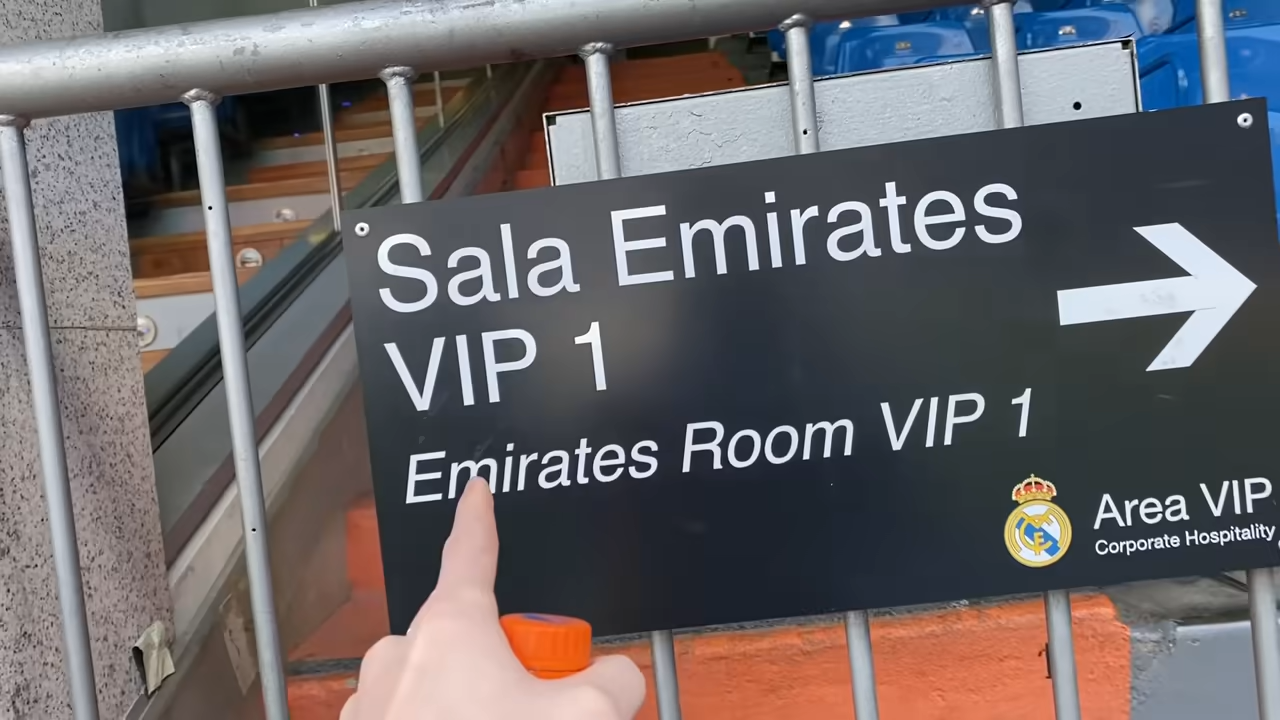 Sala Emirates
VIP 1
Emirates Room VIP 1
Area VIP
Corporate Hospitality